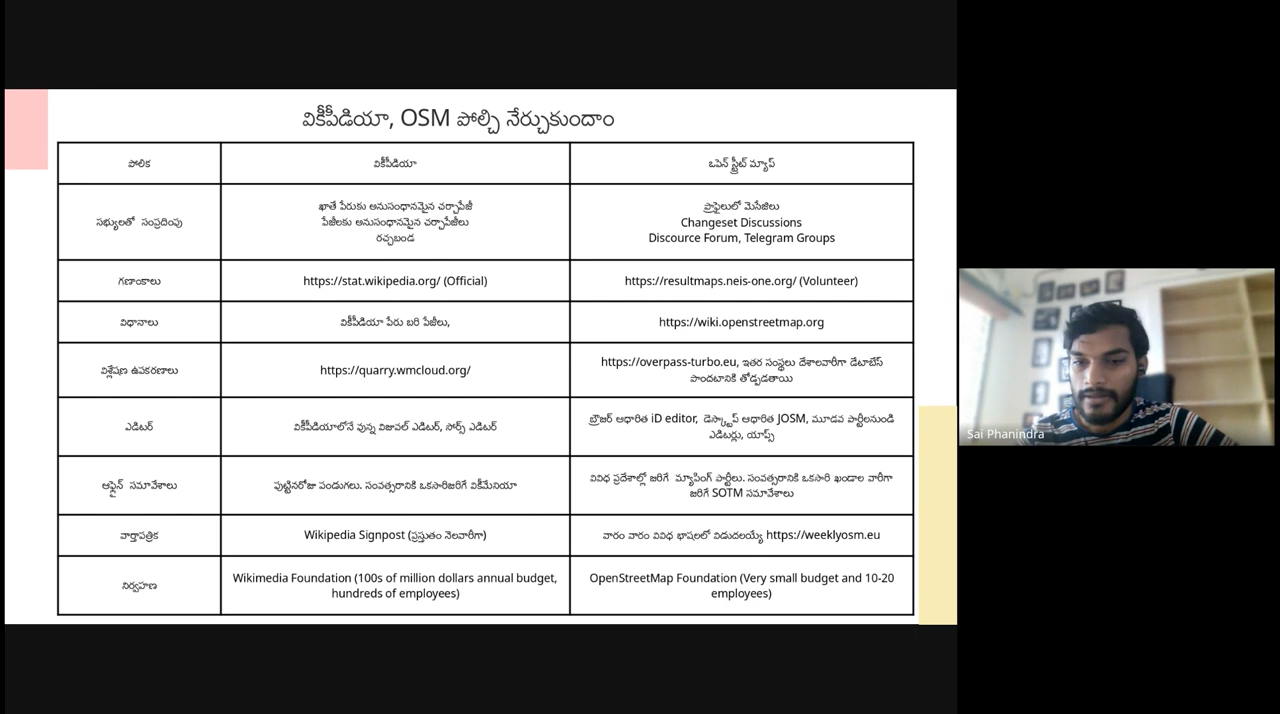 వికీపీడియా, OSM పోల్చి నేర్చుకుందాం
పోలిక
వికీపీడియా
ఒపెన్ స్ట్రీట్ మ్యాప్
సభ్యులతో సంప్రదింపు
ఖాతే పేరుకు అనుసంధానమైన చర్చాపేజీ
పేజీలకు అనుసంధానమైన చర్చాపేజీలు
రచ్చబండ
ప్రొఫైలులో మెసేజిలు
Changeset Discussions
Discource Forum, Telegram Groups
గణాంకాలు
https://stat.wikipedia.org/ (Official)
https://resultmaps.neis-one.org/ (Volunteer)
విధానాలు
వికీపీడియా పేరు బరి పేజీలు,
https://wiki.openstreetmap.org
విశ్లేషణ ఉపకరణాలు
https://quarry.wmcloud.org/
https://overpass-turbo.eu, ఇతర సంస్థలు దేశాలవారీగా డేటాబేస్
పొందటానికి తోడ్పడతాయి
ఎడిటర్
వికీపీడియాలోనే వున్న విజువల్ ఎడిటర్, సోర్స్ ఎడిటర్
బ్రౌజర్ ఆధారిత iD editor, డెస్క్టాప్ ఆధారిత JOSM, మూడవ పార్టీలనుండి
ఎడిటర్లు, యాప్స్
ఆఫ్లైన్ సమావేశాలు
పుట్టినరోజు పండుగలు. సంవత్సరానికి ఒకసారిజరిగే వికీమేనియా
వివిధ ప్రదేశాల్లో జరిగే మ్యాపింగ్ పార్టీలు. సంవత్సరానికి ఒకసారి ఖండాల వారీగా
జరిగే SOTM సమావేశాలు
వార్తాపత్రిక
Wikipedia Signpost (ప్రస్తుతం నెలవారీగా)
వారం వారం వివిధ భాషలలో విడుదలయ్యే https://weeklyosm.eu
నిర్వహణ
Wikimedia Foundation (100s of million dollars annual budget,
hundreds of employees)
OpenStreetMap Foundation (Very small budget and 10-20
employees)
Sai Phanindra